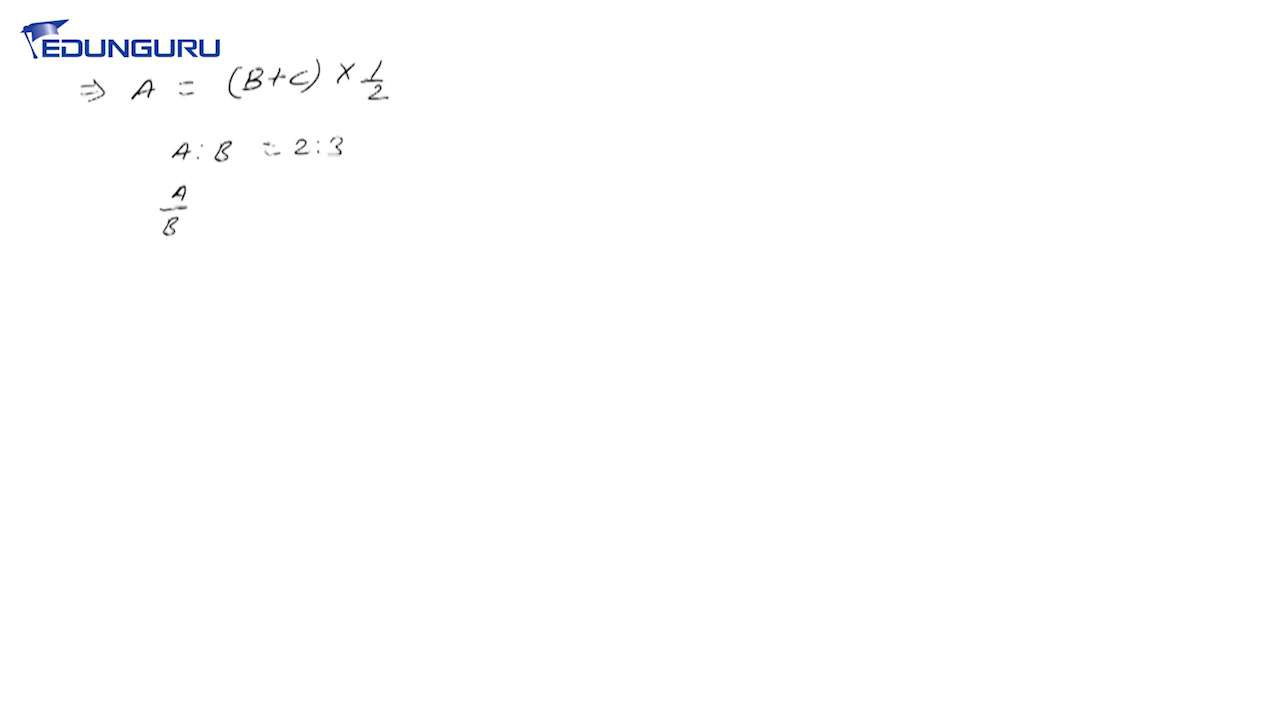 EDUNGURU
⇒ A = (B+C) × 1/2
A : B = 2 : 3
A/B